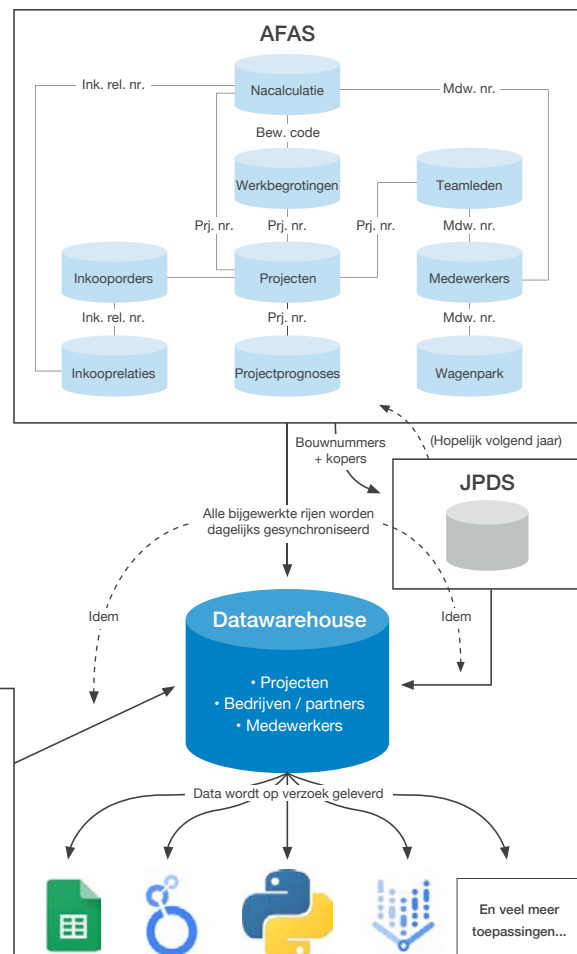 AFAS
Ink. rel. nr.
Nacalculatie
Mdw. nr.
Bew. code
Werkbegrotingen
Teamleden
Prj. nr.
Prj. nr.
Prj. nr.
Mdw. nr.
Inkooporders
Projecten
Medewerkers
Ink. rel. nr.
Prj. nr.
Mdw. nr.
Inkooprelaties
Projectprognoses
Wagenpark
Bouwnummers
+ kopers
(Hopelijk volgend jaar)
JPDS
Alle bijgewerkte rijen worden
dagelijks gesynchroniseerd
Idem
Datawarehouse
Idem
• Projecten
• Bedrijven / partners
• Medewerkers
Data wordt op verzoek geleverd
En veel meer
toepassingen...